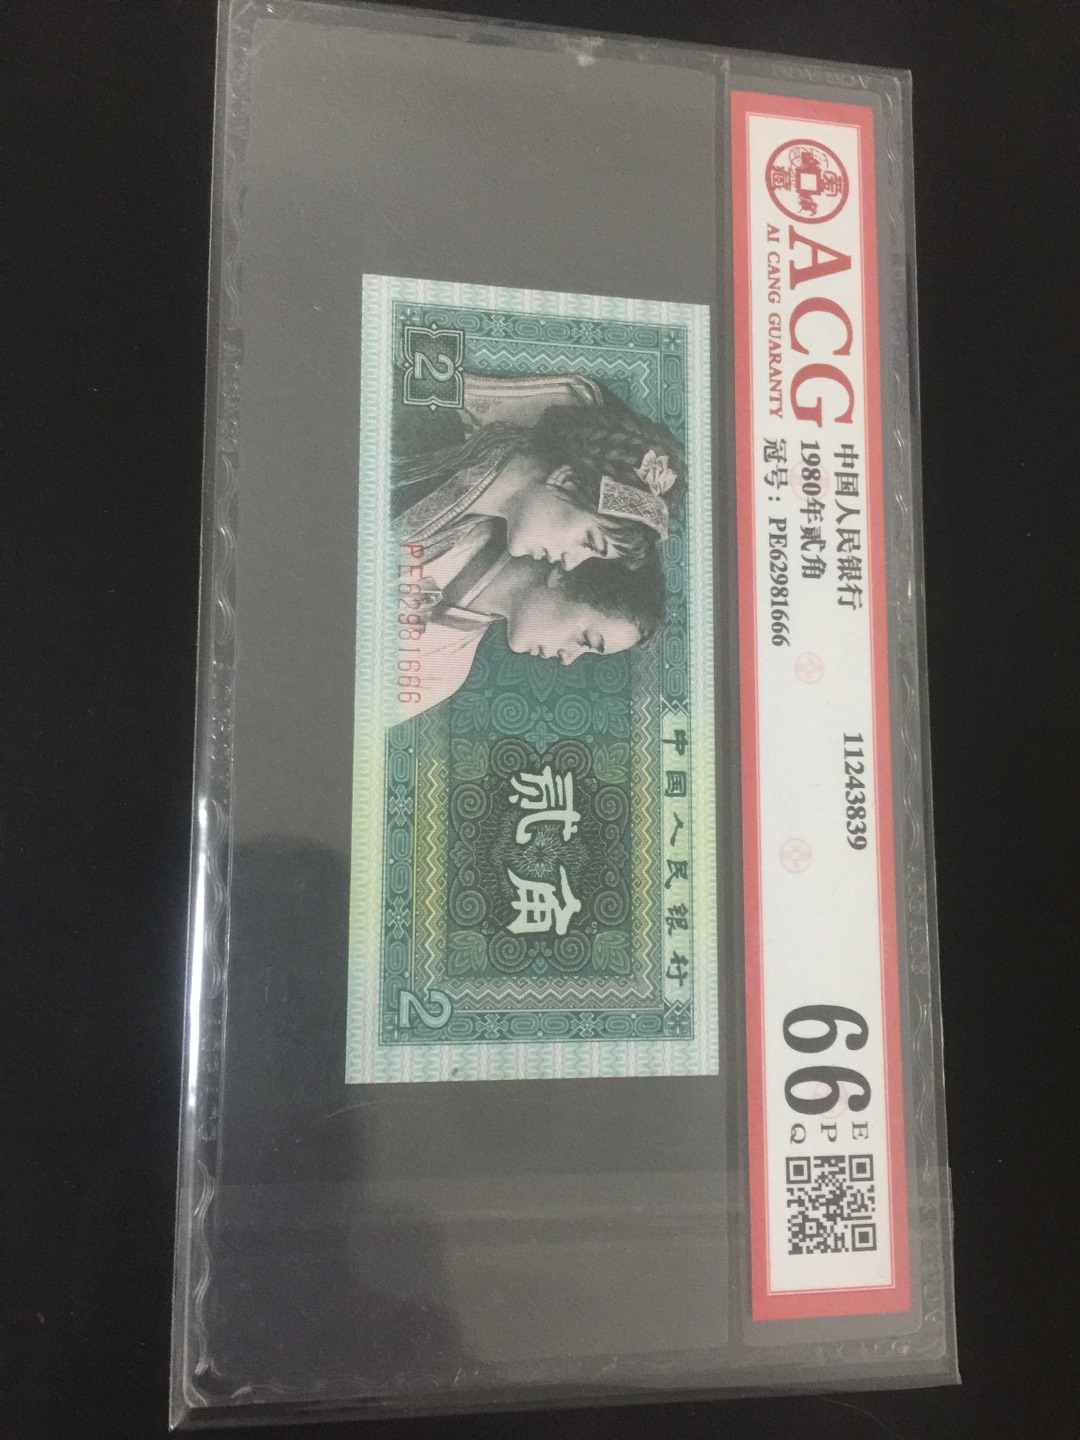 ACG
AI CANG GUARANTY
中国人民银行
1980年贰角
冠号：PE62981666
11243839
66
E
P
Q
中国人民银行
贰角
PE62981666
2
2